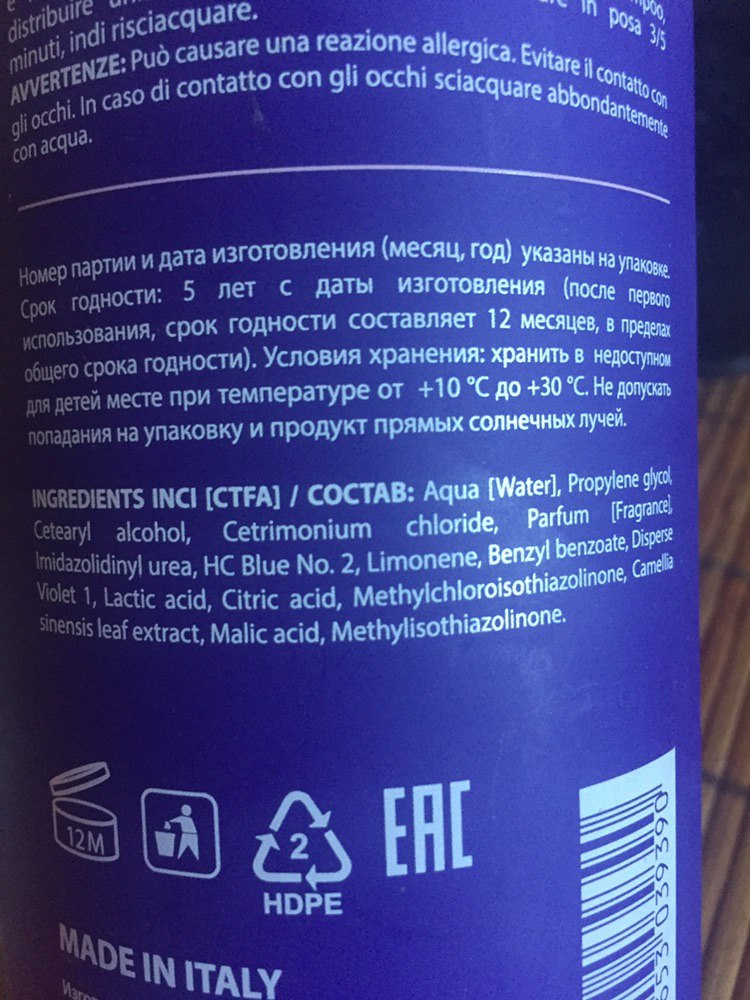 distribuire
in posa 3/5
minuti, indi risciacquare.
AVVERTENZE: Può causare una reazione allergica. Evitare il contatto con
gli occhi. In caso di contatto con gli occhi sciacquare abbondantemente
con acqua.
Номер партии и дата изготовления (месяц, год) указаны на упаковке.
Срок годности: 5 лет с даты изготовления (после первого
использования, срок годности составляет 12 месяцев, в пределах
общего срока годности). Условия хранения: хранить в недоступном
для детей месте при температуре от +10 °C до +30 °C. Не допускать
попадания на упаковку и продукт прямых солнечных лучей.
INGREDIENTS INCI [CTFA] / СОСТАВ: Aqua [Water], Propylene glycol,
Cetearyl alcohol, Cetrimonium chloride, Parfum [Fragrance],
Imidazolidinyl urea, HC Blue No. 2, Limonene, Benzyl benzoate, Disperse
Violet 1, Lactic acid, Citric acid, Methylchloroisothiazolinone, Camellia
sinensis leaf extract, Malic acid, Methylisothiazolinone.
12M
2
HDPE
EAC
653 039390
MADE IN ITALY